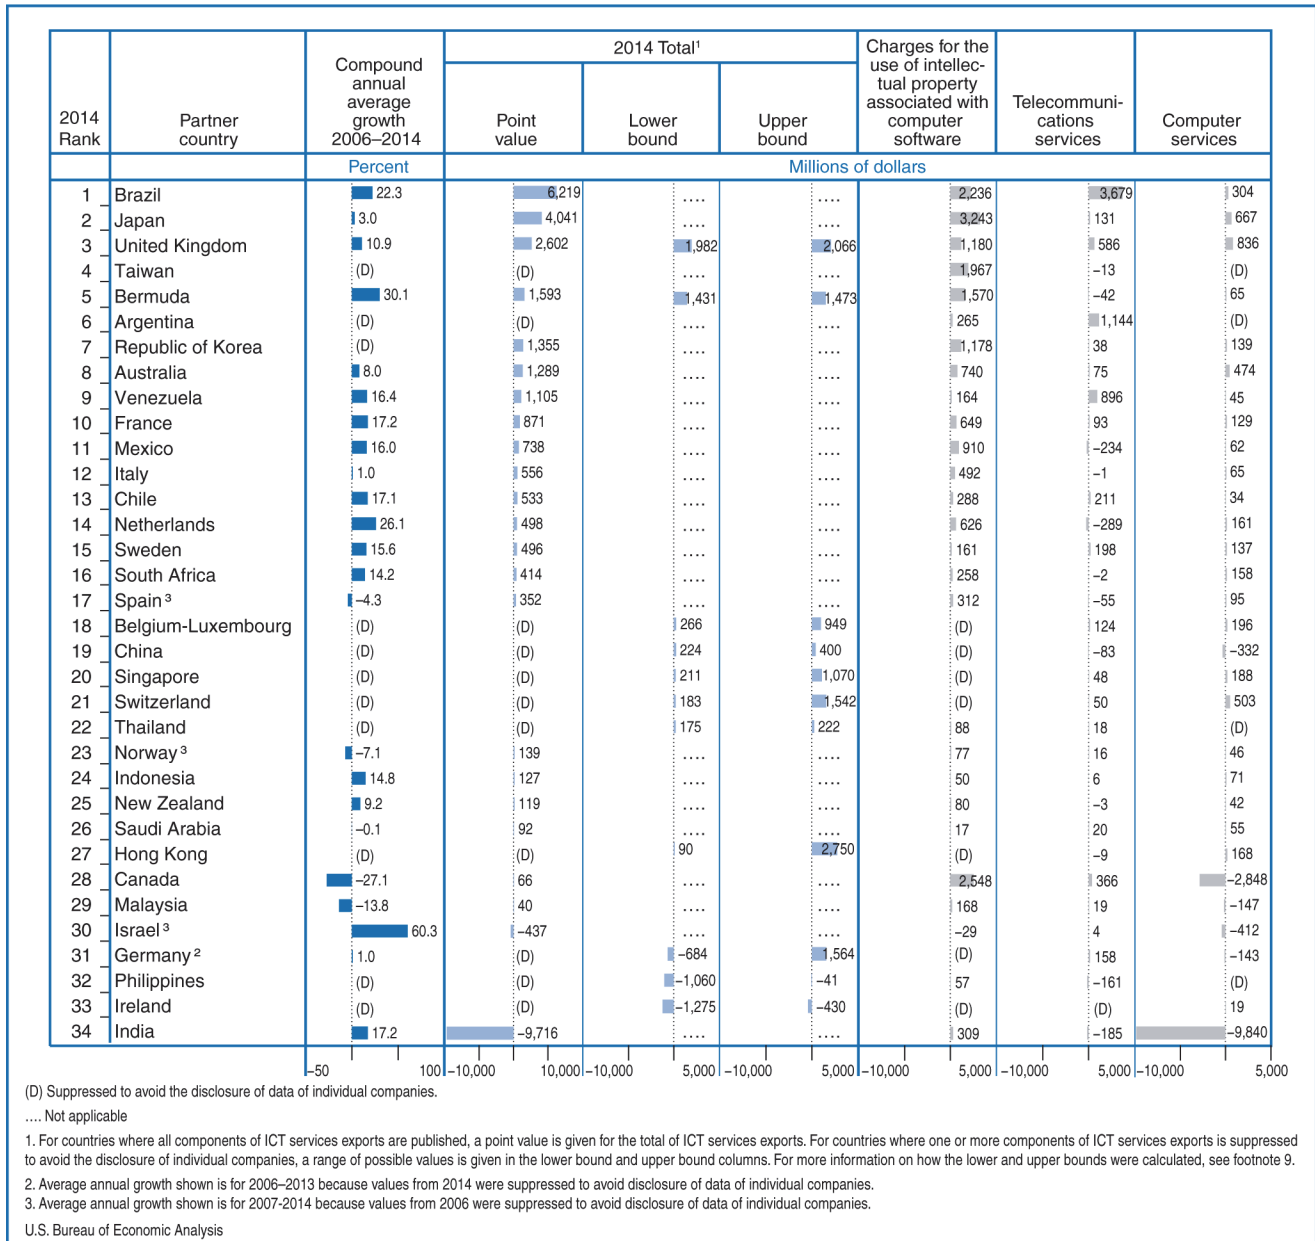 2014 Rank	Partner country	Compound annual average growth 2006–2014	2014 Total¹	Charges for the use of intellec-tual property associated with computer software	Telecommuni-cations services	Computer services
Point value	Lower bound	Upper bound
Percent	Millions of dollars
1	Brazil	22.3	6,219	....	....	2,236	3,679	304
2	Japan	3.0	4,041	....	....	3,243	131	667
3	United Kingdom	10.9	2,602	1,982	2,066	1,180	586	836
4	Taiwan	(D)	(D)	....	....	1,967	–13	(D)
5	Bermuda	30.1	1,593	1,431	1,473	1,570	–42	65
6	Argentina	(D)	(D)	....	....	265	1,144	(D)
7	Republic of Korea	(D)	1,355	....	....	1,178	38	139
8	Australia	8.0	1,289	....	....	740	75	474
9	Venezuela	16.4	1,105	....	....	164	896	45
10	France	17.2	871	....	....	649	93	129
11	Mexico	16.0	738	....	....	910	–234	62
12	Italy	1.0	556	....	....	492	–1	65
13	Chile	17.1	533	....	....	288	211	34
14	Netherlands	26.1	498	....	....	626	–289	161
15	Sweden	15.6	496	....	....	161	198	137
16	South Africa	14.2	414	....	....	258	–2	158
17	Spain ³	–4.3	352	....	....	312	–55	95
18	Belgium-Luxembourg	(D)	(D)	266	949	(D)	124	196
19	China	(D)	(D)	224	400	(D)	–83	–332
20	Singapore	(D)	(D)	211	1,070	(D)	48	188
21	Switzerland	(D)	(D)	183	1,542	(D)	50	503
22	Thailand	(D)	(D)	175	222	88	18	(D)
23	Norway ³	–7.1	139	....	....	77	16	46
24	Indonesia	14.8	127	....	....	50	6	71
25	New Zealand	9.2	119	....	....	80	–3	42
26	Saudi Arabia	–0.1	92	....	....	17	20	55
27	Hong Kong	(D)	(D)	90	2,750	(D)	–9	168
28	Canada	–27.1	66	....	....	2,548	366	–2,848
29	Malaysia	–13.8	40	....	....	168	19	–147
30	Israel ³	60.3	–437	....	....	–29	4	–412
31	Germany ²	1.0	(D)	–684	1,564	(D)	158	–143
32	Philippines	(D)	(D)	–1,060	–41	57	–161	(D)
33	Ireland	(D)	(D)	–1,275	–430	(D)	(D)	19
34	India	17.2	–9,716	....	....	309	–185	–9,840
–50	100	–10,000	10,000	–10,000	5,000	–10,000	5,000	–10,000	5,000	–10,000	5,000	–10,000	5,000
(D) Suppressed to avoid the disclosure of data of individual companies.
.... Not applicable
1. For countries where all components of ICT services exports are published, a point value is given for the total of ICT services exports. For countries where one or more components of ICT services exports is suppressed
to avoid the disclosure of individual companies, a range of possible values is given in the lower bound and upper bound columns. For more information on how the lower and upper bounds were calculated, see footnote 9.
2. Average annual growth shown is for 2006–2013 because values from 2014 were suppressed to avoid disclosure of data of individual companies.
3. Average annual growth shown is for 2007-2014 because values from 2006 were suppressed to avoid disclosure of data of individual companies.
U.S. Bureau of Economic Analysis